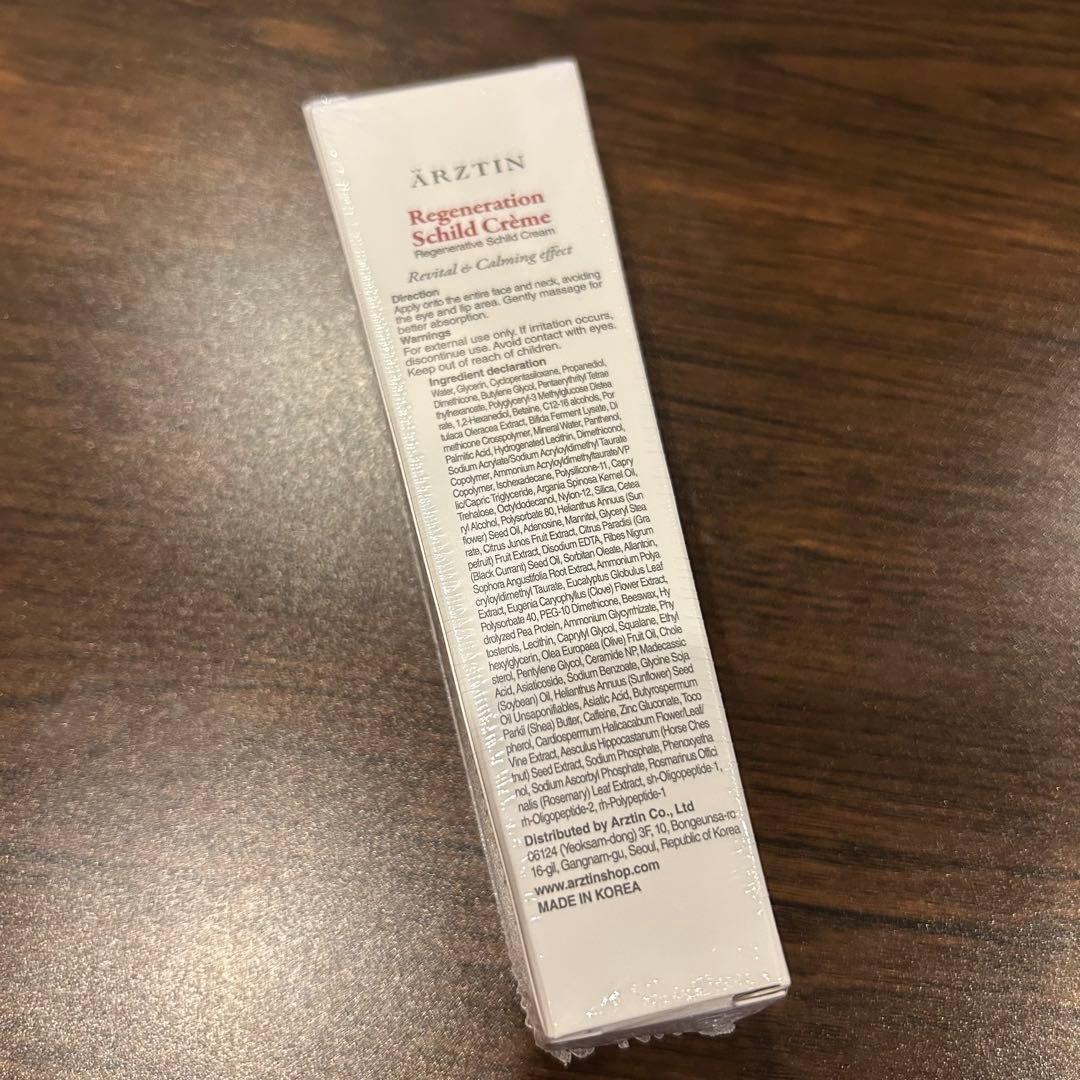 ÄRZTIN
Regeneration
Schild Crème
Regenerative Schild Cream
Revital & Calming effect
Direction
Apply onto the entire face and neck, avoiding
the eye and lip area. Gently massage for
better absorption.
Warnings
For external use only. If irritation occurs,
discontinue use. Avoid contact with eyes.
Keep out of reach of children.
Ingredient declaration
Water, Glycerin, Cyclopentasiloxane, Propanediol,
Dimethicone, Butylene Glycol, Pentaerythrityl Tetrae
thylhexanoate, Polyglyceryl-3 Methylglucose Distea
rate, 1,2-Hexanediol, Betaine, C12-16 alcohols, Por
tulaca Oleracea Extract, Bifida Ferment Lysate, Di
methicone Crosspolymer, Mineral Water, Panthenol,
Palmitic Acid, Hydrogenated Lecithin, Dimethiconol,
Sodium Acrylate/Sodium Acryloyldimethyl Taurate
Copolymer, Ammonium Acryloyldimethyltaurate/VP
Copolymer, Isohexadecane, Polysilicone-11, Capry
lic/Capric Triglyceride, Argania Spinosa Kernel Oil,
Trehalose, Octyldodecanol, Nylon-12, Silica, Cetea
ryl Alcohol, Polysorbate 80, Helianthus Annuus (Sun
flower) Seed Oil, Adenosine, Mannitol, Glyceryl Stea
rate, Citrus Junos Fruit Extract, Citrus Paradisi (Gra
pefruit) Fruit Extract, Disodium EDTA, Ribes Nigrum
(Black Currant) Seed Oil, Sorbitan Oleate, Allantoin,
Sophora Angustifolia Root Extract, Ammonium Polya
cryloyldimethyl Taurate, Eucalyptus Globulus Leaf
Extract, Eugenia Caryophyllus (Clove) Flower Extract,
Polysorbate 40, PEG-10 Dimethicone, Beeswax, Hy
drolyzed Pea Protein, Ammonium Glycyrrhizate, Phy
tosterols, Lecithin, Caprylyl Glycol, Squalane, Ethyl
hexylglycerin, Olea Europaea (Olive) Fruit Oil, Chole
sterol, Pentylene Glycol, Ceramide NP, Madecassic
Acid, Asiaticoside, Sodium Benzoate, Glycine Soja
(Soybean) Oil, Helianthus Annuus (Sunflower) Seed
Oil Unsaponifiables, Asiatic Acid, Butyrospermum
Parkii (Shea) Butter, Caffeine, Zinc Gluconate, Toco
pherol, Cardiospermum Halicacabum Flower/Leaf/
Vine Extract, Aesculus Hippocastanum (Horse Ches
tnut) Seed Extract, Sodium Phosphate, Phenoxyetha
nol, Sodium Ascorbyl Phosphate, Rosmarinus Offici
nalis (Rosemary) Leaf Extract, sh-Oligopeptide-1,
rh-Oligopeptide-2, rh-Polypeptide-1
Distributed by Arztin Co., Ltd
06124 (Yeoksam-dong) 3F, 10, Bongeunsa-ro
16-gil, Gangnam-gu, Seoul, Republic of Korea
www.arztinshop.com
MADE IN KOREA